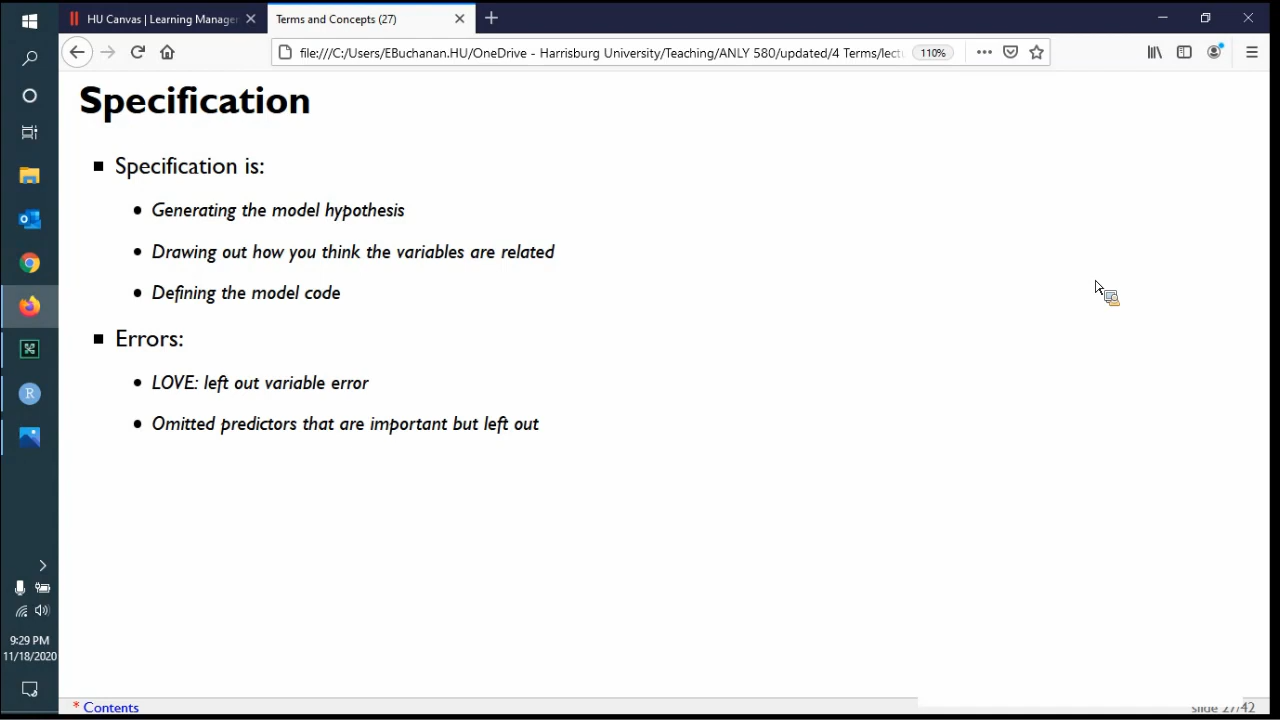 HU Canvas | Learning Manage
Terms and Concepts (27)
file:///C:/Users/EBuchanan.HU/OneDrive - Harrisburg University/Teaching/ANLY 580/updated/4 Terms/lect
110%
Specification
Specification is:
Generating the model hypothesis
Drawing out how you think the variables are related
Defining the model code
Errors:
LOVE: left out variable error
Omitted predictors that are important but left out
9:29 PM
11/18/2020
* Contents
slide 27/42